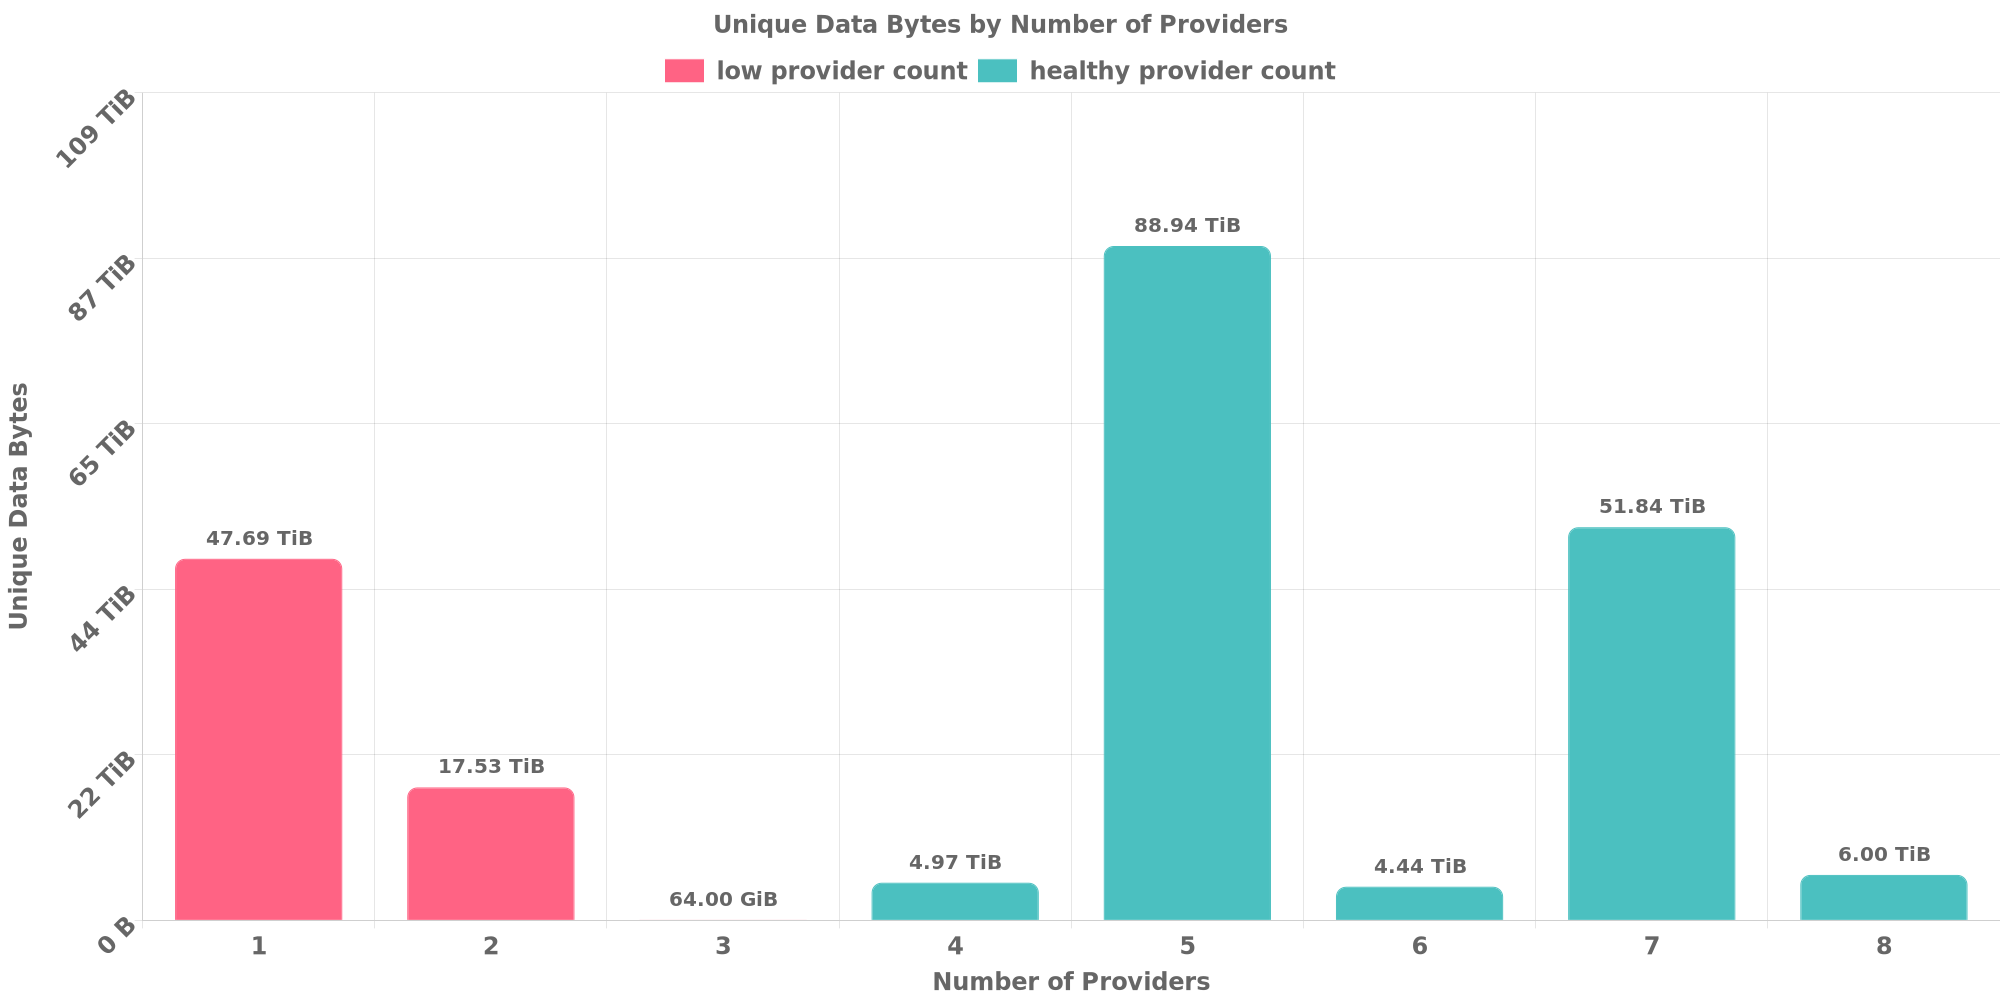 Unique Data Bytes by Number of Providers
low provider count healthy provider count
109 TiB
87 TiB
65 TiB
44 TiB
22 TiB
0 B
Unique Data Bytes
47.69 TiB
17.53 TiB
64.00 GiB
4.97 TiB
88.94 TiB
4.44 TiB
51.84 TiB
6.00 TiB
1 2 3 4 5 6 7 8
Number of Providers